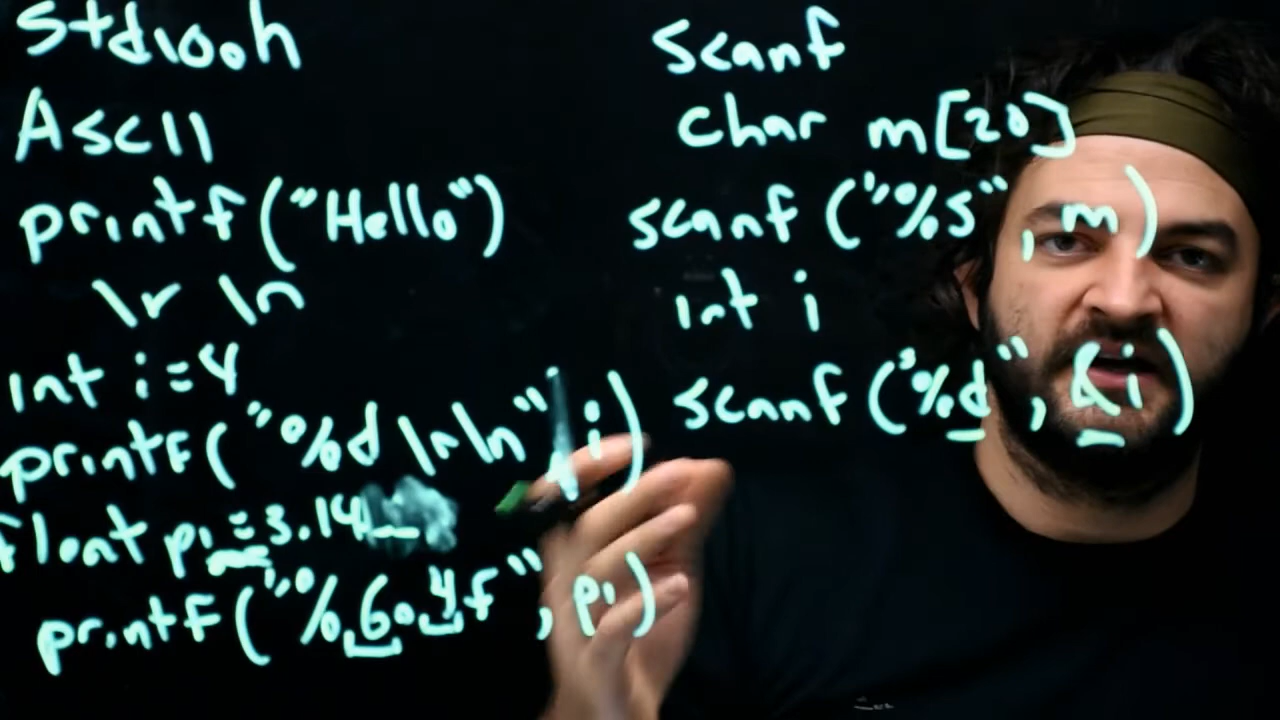 stdio.h
Ascii
printf("Hello")
\r \n
int i=4
printf("%d\r\n", i)
float pi=3.141
printf("%6.4f", pi)
scanf
char m[20]
scanf("%s", m)
int i
scanf("%d", &i)